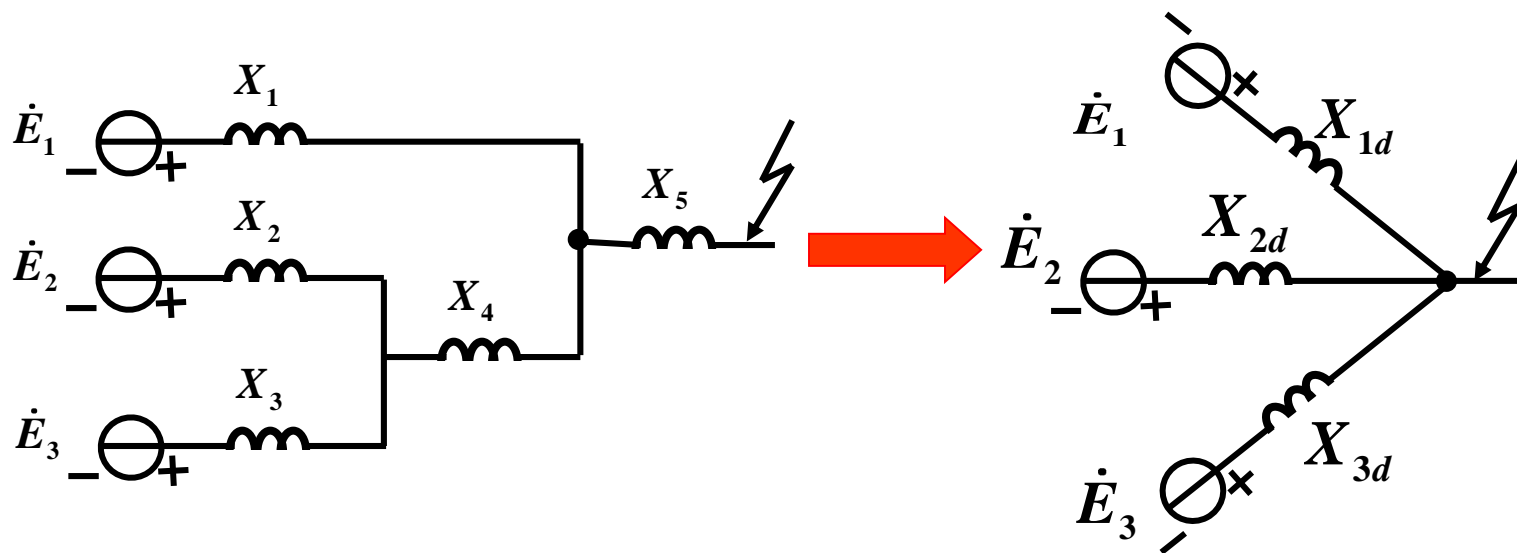 Ė₁
X₁
− +
Ė₂
X₂
− +
Ė₃
X₃
− +
X₄
X₅
Ė₁
− +
X₁d
Ė₂
− +
X₂d
Ė₃
− +
X₃d